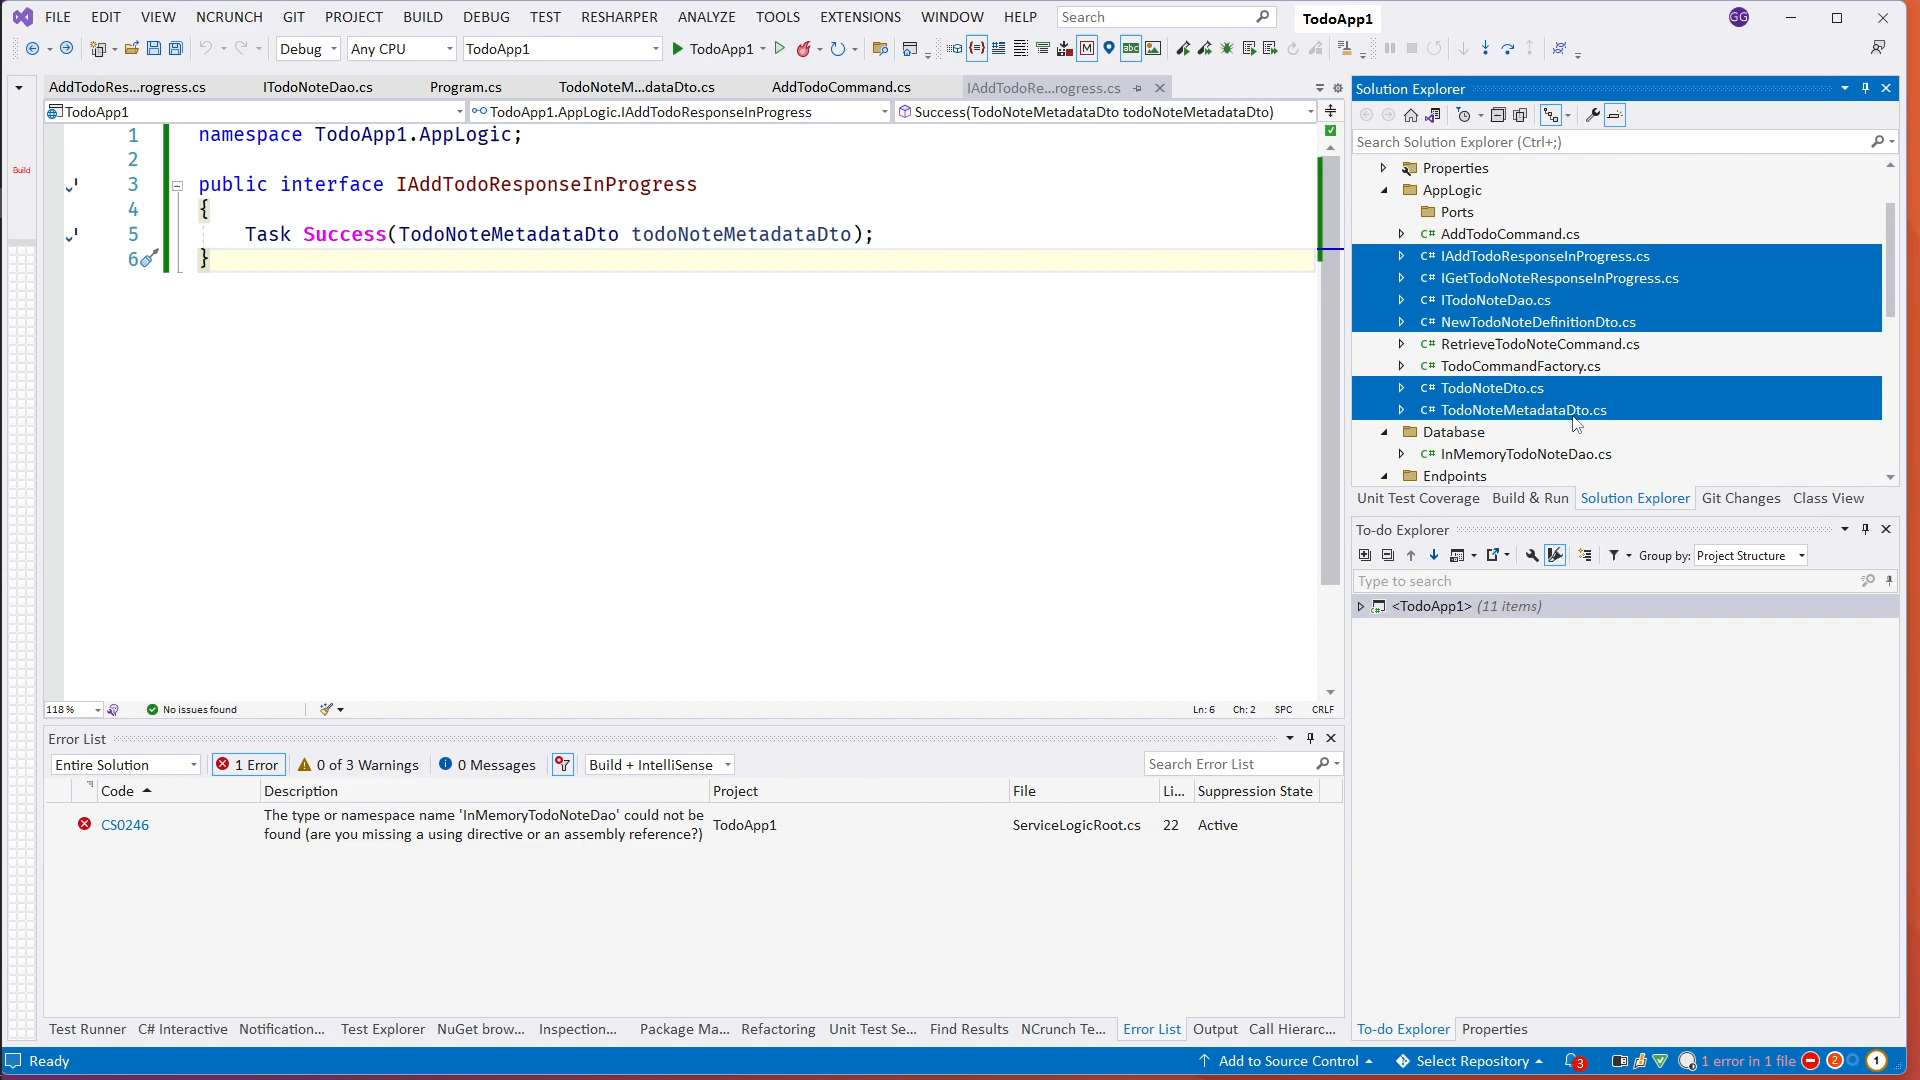 FILE EDIT VIEW NCRUNCH GIT PROJECT BUILD DEBUG TEST RESHARPER ANALYZE TOOLS EXTENSIONS WINDOW HELP Search TodoApp1 GG
Debug Any CPU TodoApp1 TodoApp1
AddTodoRes...rogress.cs ITodoNoteDao.cs Program.cs TodoNoteM...dataDto.cs AddTodoCommand.cs IAddTodoRe...rogress.cs
TodoApp1 TodoApp1.AppLogic.IAddTodoResponseInProgress Success(TodoNoteMetadataDto todoNoteMetadataDto)
Build
1 namespace TodoApp1.AppLogic;
2
3 public interface IAddTodoResponseInProgress
4 {
5 Task Success(TodoNoteMetadataDto todoNoteMetadataDto);
6 }
118 % No issues found Ln: 6 Ch: 2 SPC CRLF
Error List
Entire Solution 1 Error 0 of 3 Warnings 0 Messages Build + IntelliSense Search Error List
Code Description Project File Li... Suppression State
CS0246 The type or namespace name 'InMemoryTodoNoteDao' could not be
found (are you missing a using directive or an assembly reference?) TodoApp1 ServiceLogicRoot.cs 22 Active
Test Runner C# Interactive Notification... Test Explorer NuGet brow... Inspection... Package Ma... Refactoring Unit Test Se... Find Results NCrunch Te... Error List Output Call Hierarc...
Solution Explorer
Search Solution Explorer (Ctrl+;)
Properties
AppLogic
Ports
C# AddTodoCommand.cs
C# IAddTodoResponseInProgress.cs
C# IGetTodoNoteResponseInProgress.cs
C# ITodoNoteDao.cs
C# NewTodoNoteDefinitionDto.cs
C# RetrieveTodoNoteCommand.cs
C# TodoCommandFactory.cs
C# TodoNoteDto.cs
C# TodoNoteMetadataDto.cs
Database
C# InMemoryTodoNoteDao.cs
Endpoints
Unit Test Coverage Build & Run Solution Explorer Git Changes Class View
To-do Explorer
Group by: Project Structure
Type to search
<TodoApp1> (11 items)
To-do Explorer Properties
Ready Add to Source Control Select Repository 3 1 error in 1 file 2 1